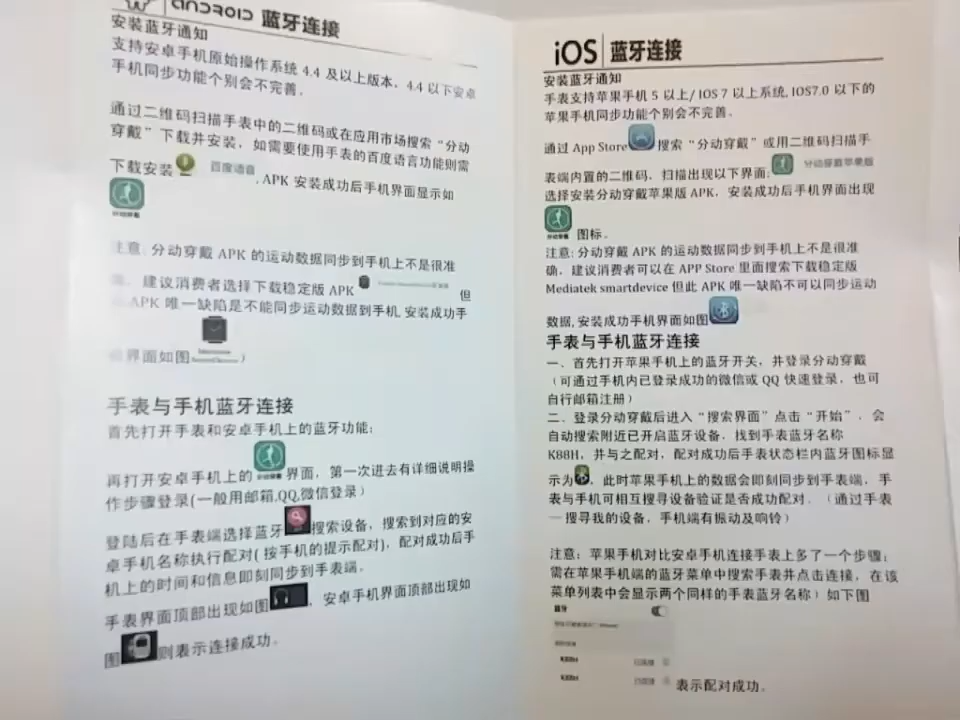 ANDROID 蓝牙连接
安装蓝牙通知
支持安卓手机原始操作系统 4.4 及以上版本，4.4 以下安卓
手机同步功能个别会不完善。
通过二维码扫描手表中的二维码或在应用市场搜索“分动
穿戴”下载并安装，如需要使用手表的百度语言功能则需
下载安装 百度语音 ，APK 安装成功后手机界面显示如
分动穿戴
注意：分动穿戴 APK 的运动数据同步到手机上不是很准
建议消费者选择下载稳定版 APK 但
APK 唯一缺陷是不能同步运动数据到手机,安装成功手
界面如图 ）
手表与手机蓝牙连接
首先打开手表和安卓手机上的蓝牙功能：
再打开安卓手机上的 分动穿戴 界面，第一次进去有详细说明操
作步骤登录(一般用邮箱,QQ,微信登录）
登陆后在手表端选择蓝牙 搜索设备，搜索到对应的安
卓手机名称执行配对( 按手机的提示配对)，配对成功后手
机上的时间和信息即刻同步到手表端。
手表界面顶部出现如图 ，安卓手机界面顶部出现如
图 则表示连接成功。
iOS 蓝牙连接
安装蓝牙通知
手表支持苹果手机 5 以上/ IOS 7 以上系统, IOS7.0 以下的
苹果手机同步功能个别会不完善。
通过 App Store 搜索“分动穿戴”或用二维码扫描手
表端内置的二维码，扫描出现以下界面: 分动穿戴苹果版
选择安装分动穿戴苹果版 APK，安装成功后手机界面出现
分动穿戴 图标。
注意: 分动穿戴 APK 的运动数据同步到手机上不是很准
确，建议消费者可以在 APP Store 里面搜索下载稳定版
Mediatek smartdevice 但此 APK 唯一缺陷不可以同步运动
数据,安装成功手机界面如图
手表与手机蓝牙连接
一、首先打开苹果手机上的蓝牙开关，并登录分动穿戴
（可通过手机内已登录成功的微信或 QQ 快速登录，也可
自行邮箱注册）
二、登录分动穿戴后进入“搜索界面”点击“开始”，会
自动搜索附近已开启蓝牙设备，找到手表蓝牙名称
K88H，并与之配对，配对成功后手表状态栏内蓝牙图标显
示为 ，此时苹果手机上的数据会即刻同步到手表端，手
表与手机可相互搜寻设备验证是否成功配对。（通过手表
一搜寻我的设备，手机端有振动及响铃）
注意：苹果手机对比安卓手机连接手表上多了一个步骤；
需在苹果手机端的蓝牙菜单中搜索手表并点击连接，在该
菜单列表中会显示两个同样的手表蓝牙名称）如下图
蓝牙
K88H 已连接
K88H 已连接
表示配对成功。